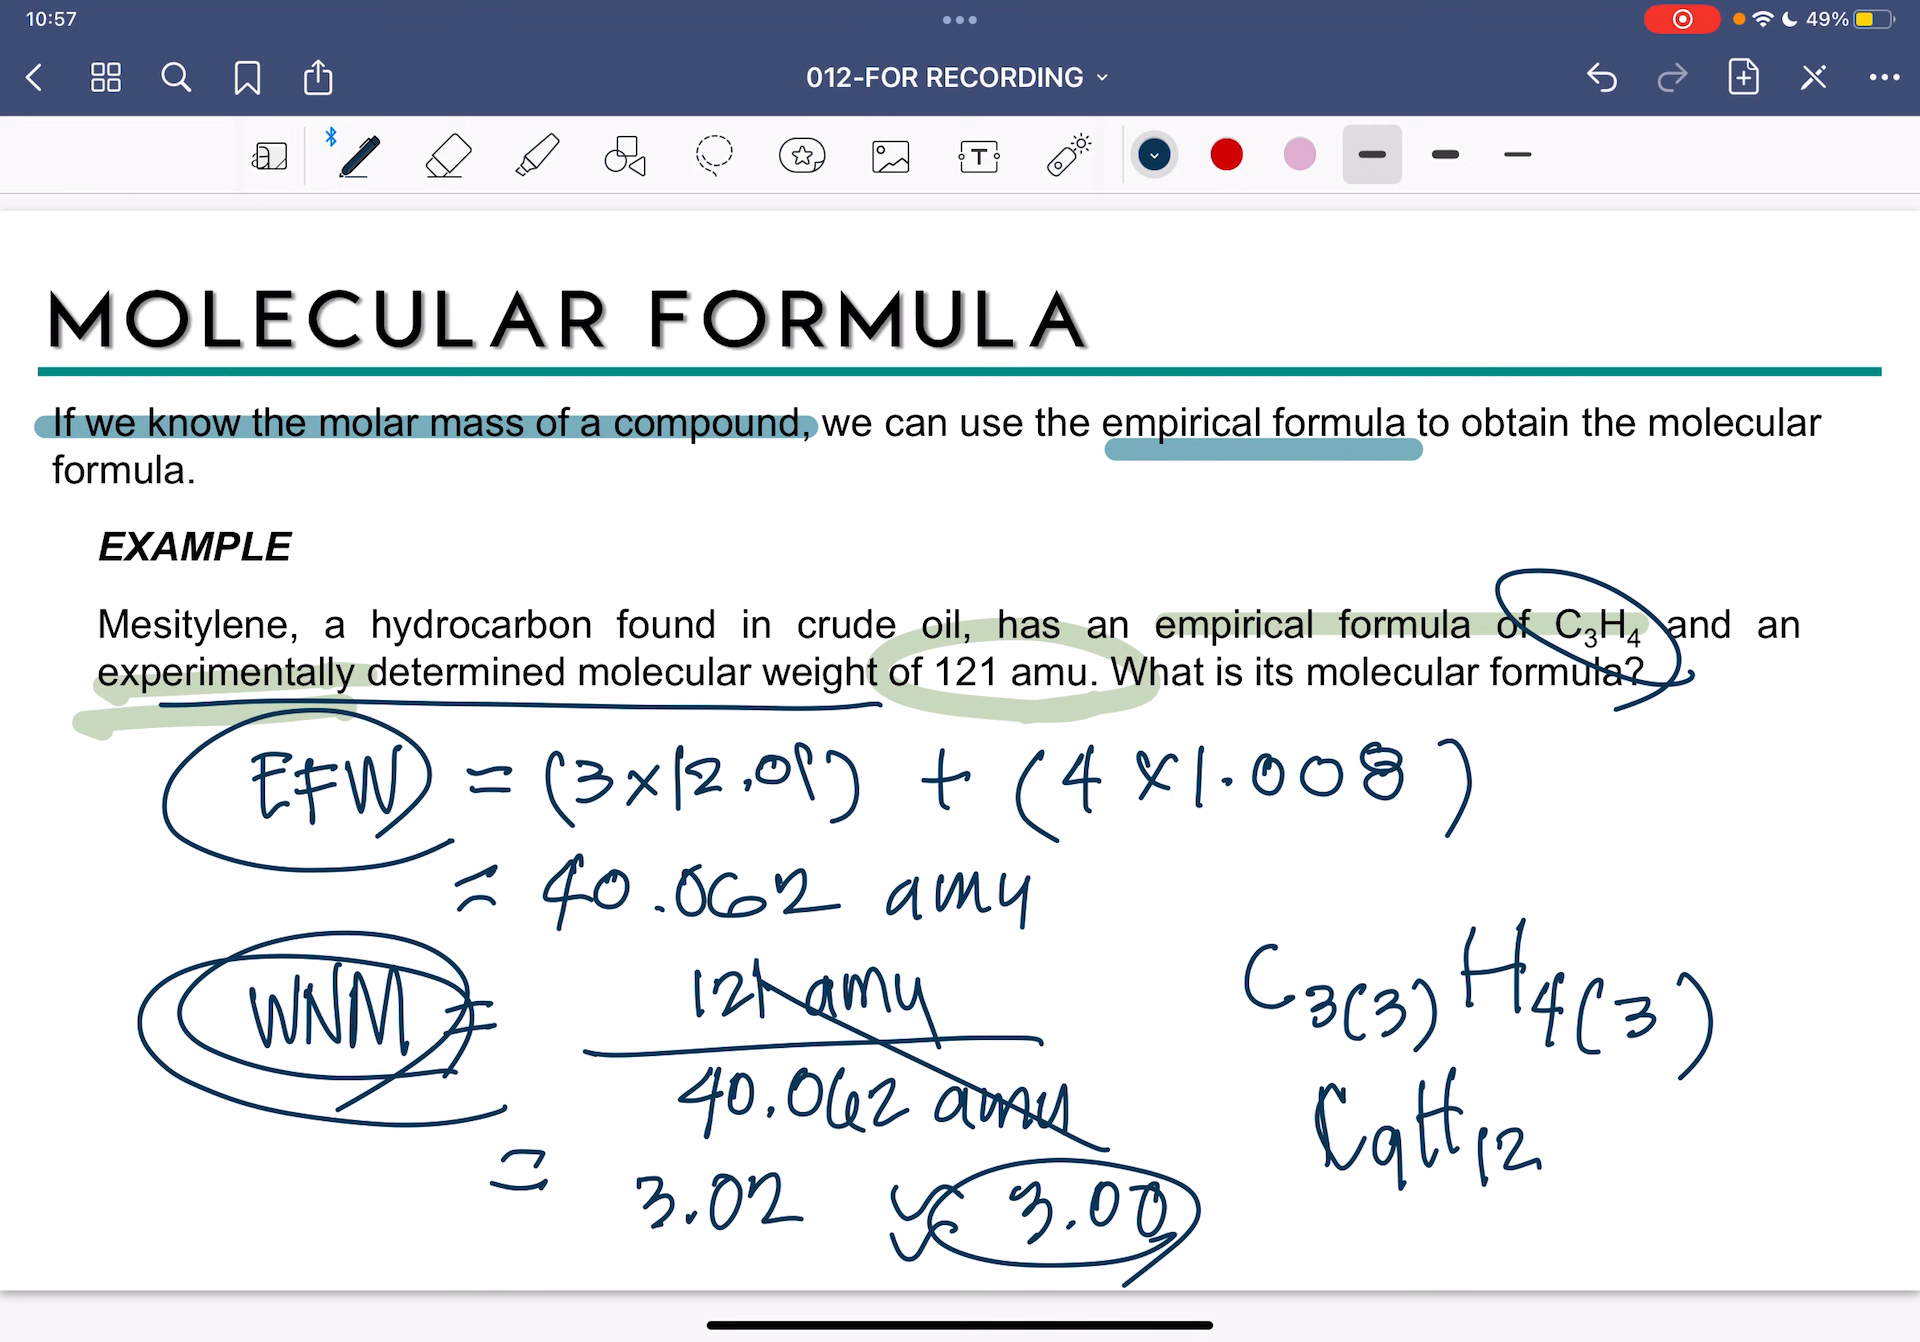 10:57
49%
012-FOR RECORDING
T
MOLECULAR FORMULA
If we know the molar mass of a compound, we can use the empirical formula to obtain the molecular
formula.
EXAMPLE
Mesitylene, a hydrocarbon found in crude oil, has an empirical formula of C₃H₄ and an
experimentally determined molecular weight of 121 amu. What is its molecular formula?
EFW = (3×12.01) + (4×1.008)
= 40.062 amu
WNM = 121 amu
40.062 amu
= 3.02 ≈ 3.00
C₃₍₃₎H₄₍₃₎
C₉H₁₂